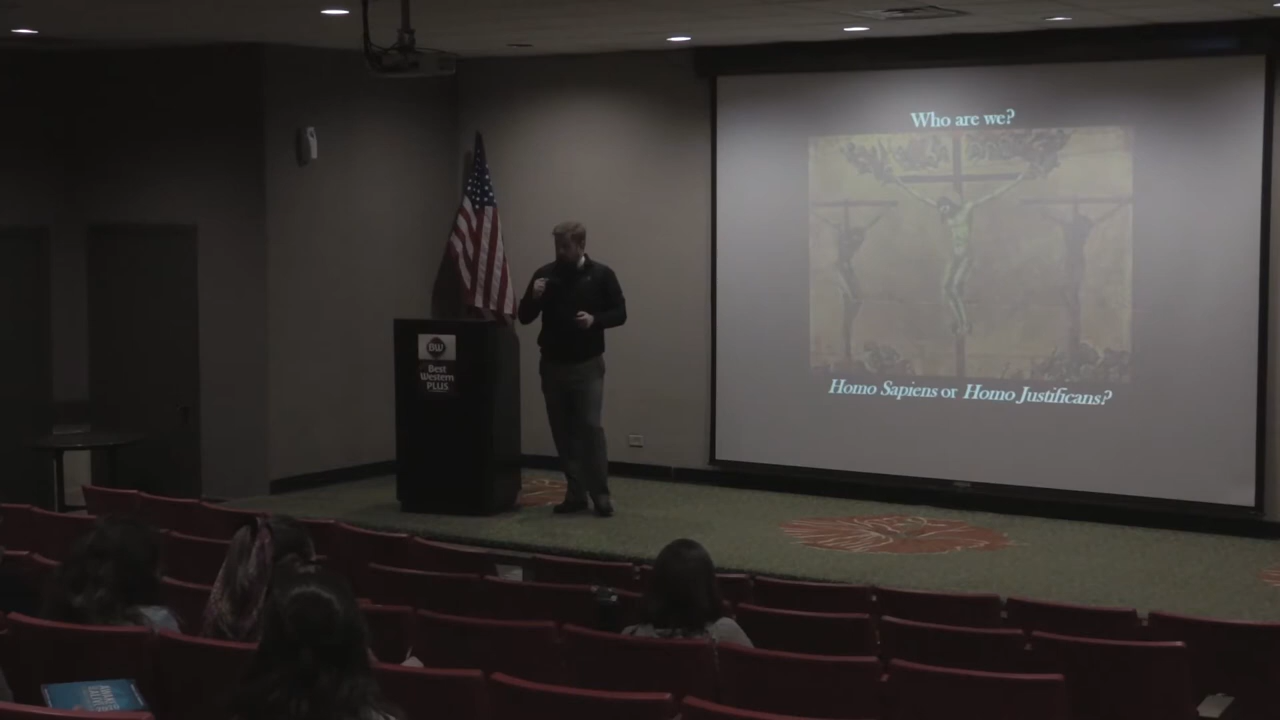 Who are we?
Homo Sapiens or Homo Justificans?
BW
Best
Western
PLUS